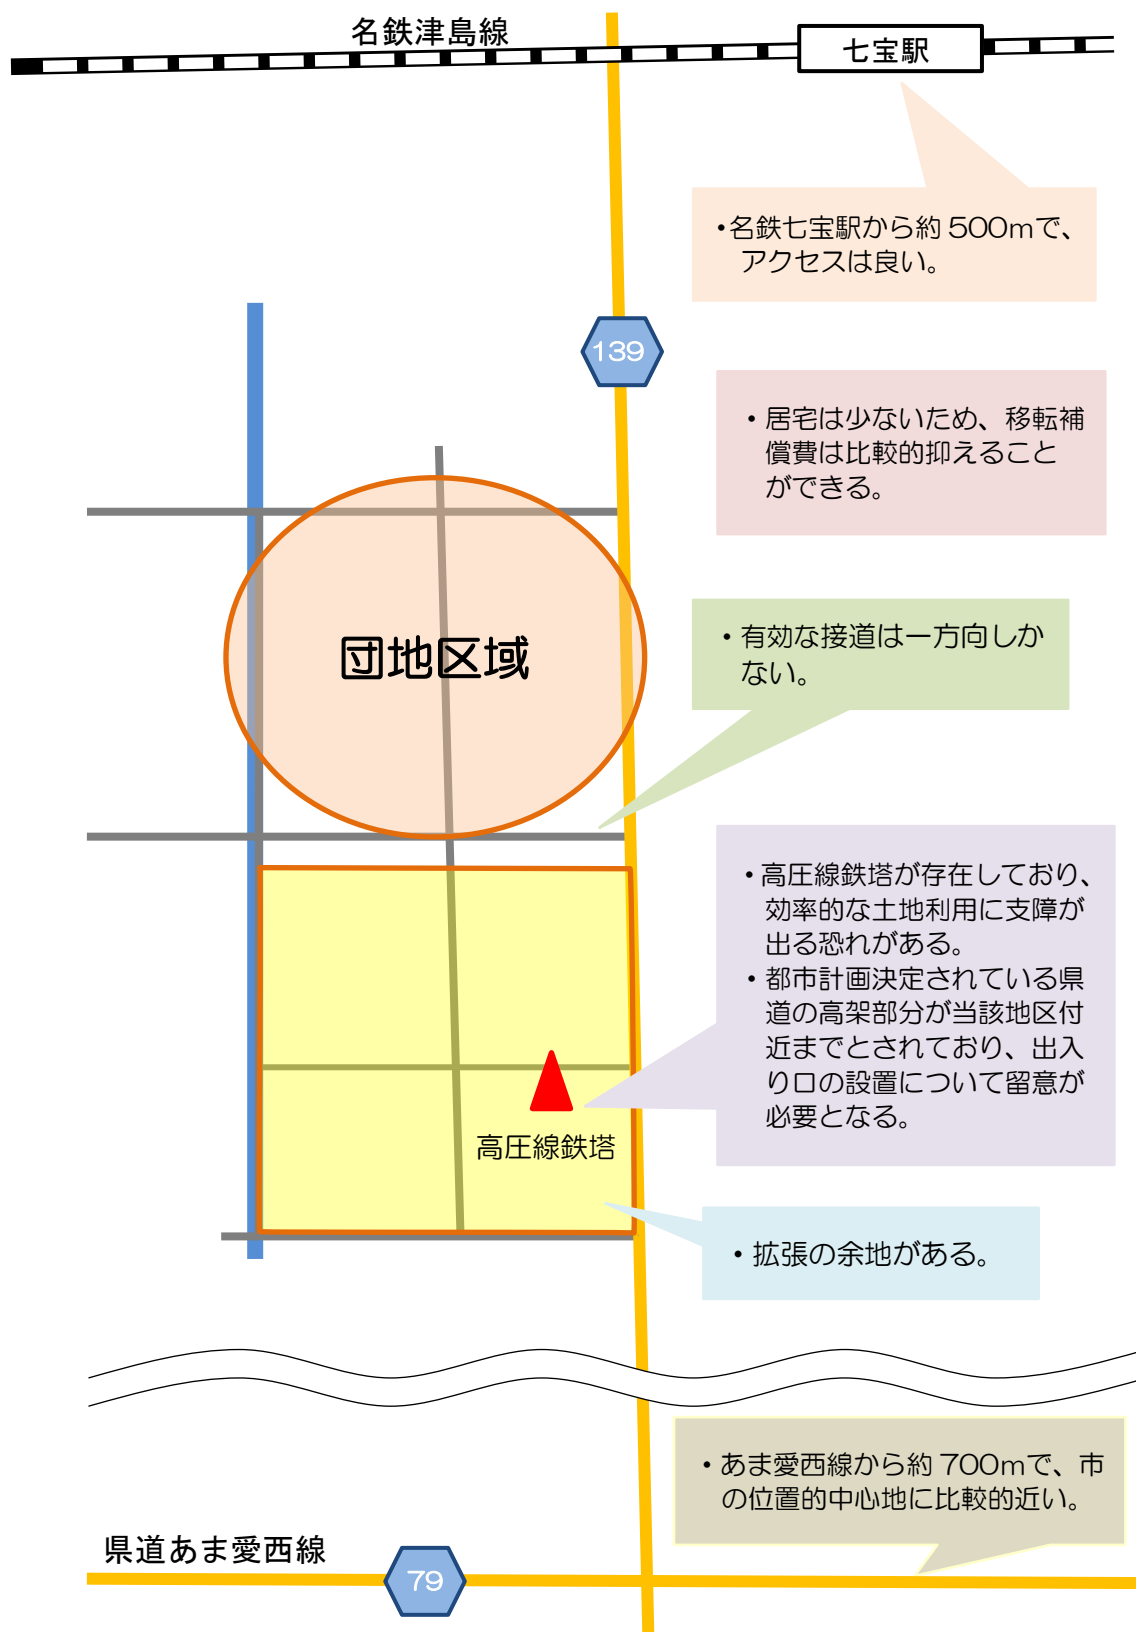 名鉄津島線
七宝駅
・名鉄七宝駅から約 500mで、
アクセスは良い。
139
・居宅は少ないため、移転補
償費は比較的抑えること
ができる。
団地区域
・有効な接道は一方向しか
ない。
・高圧線鉄塔が存在しており、
効率的な土地利用に支障が
出る恐れがある。
・都市計画決定されている県
道の高架部分が当該地区付
近までとされており、出入
り口の設置について留意が
必要となる。
高圧線鉄塔
・拡張の余地がある。
・あま愛西線から約 700mで、市
の位置的中心地に比較的近い。
県道あま愛西線
79